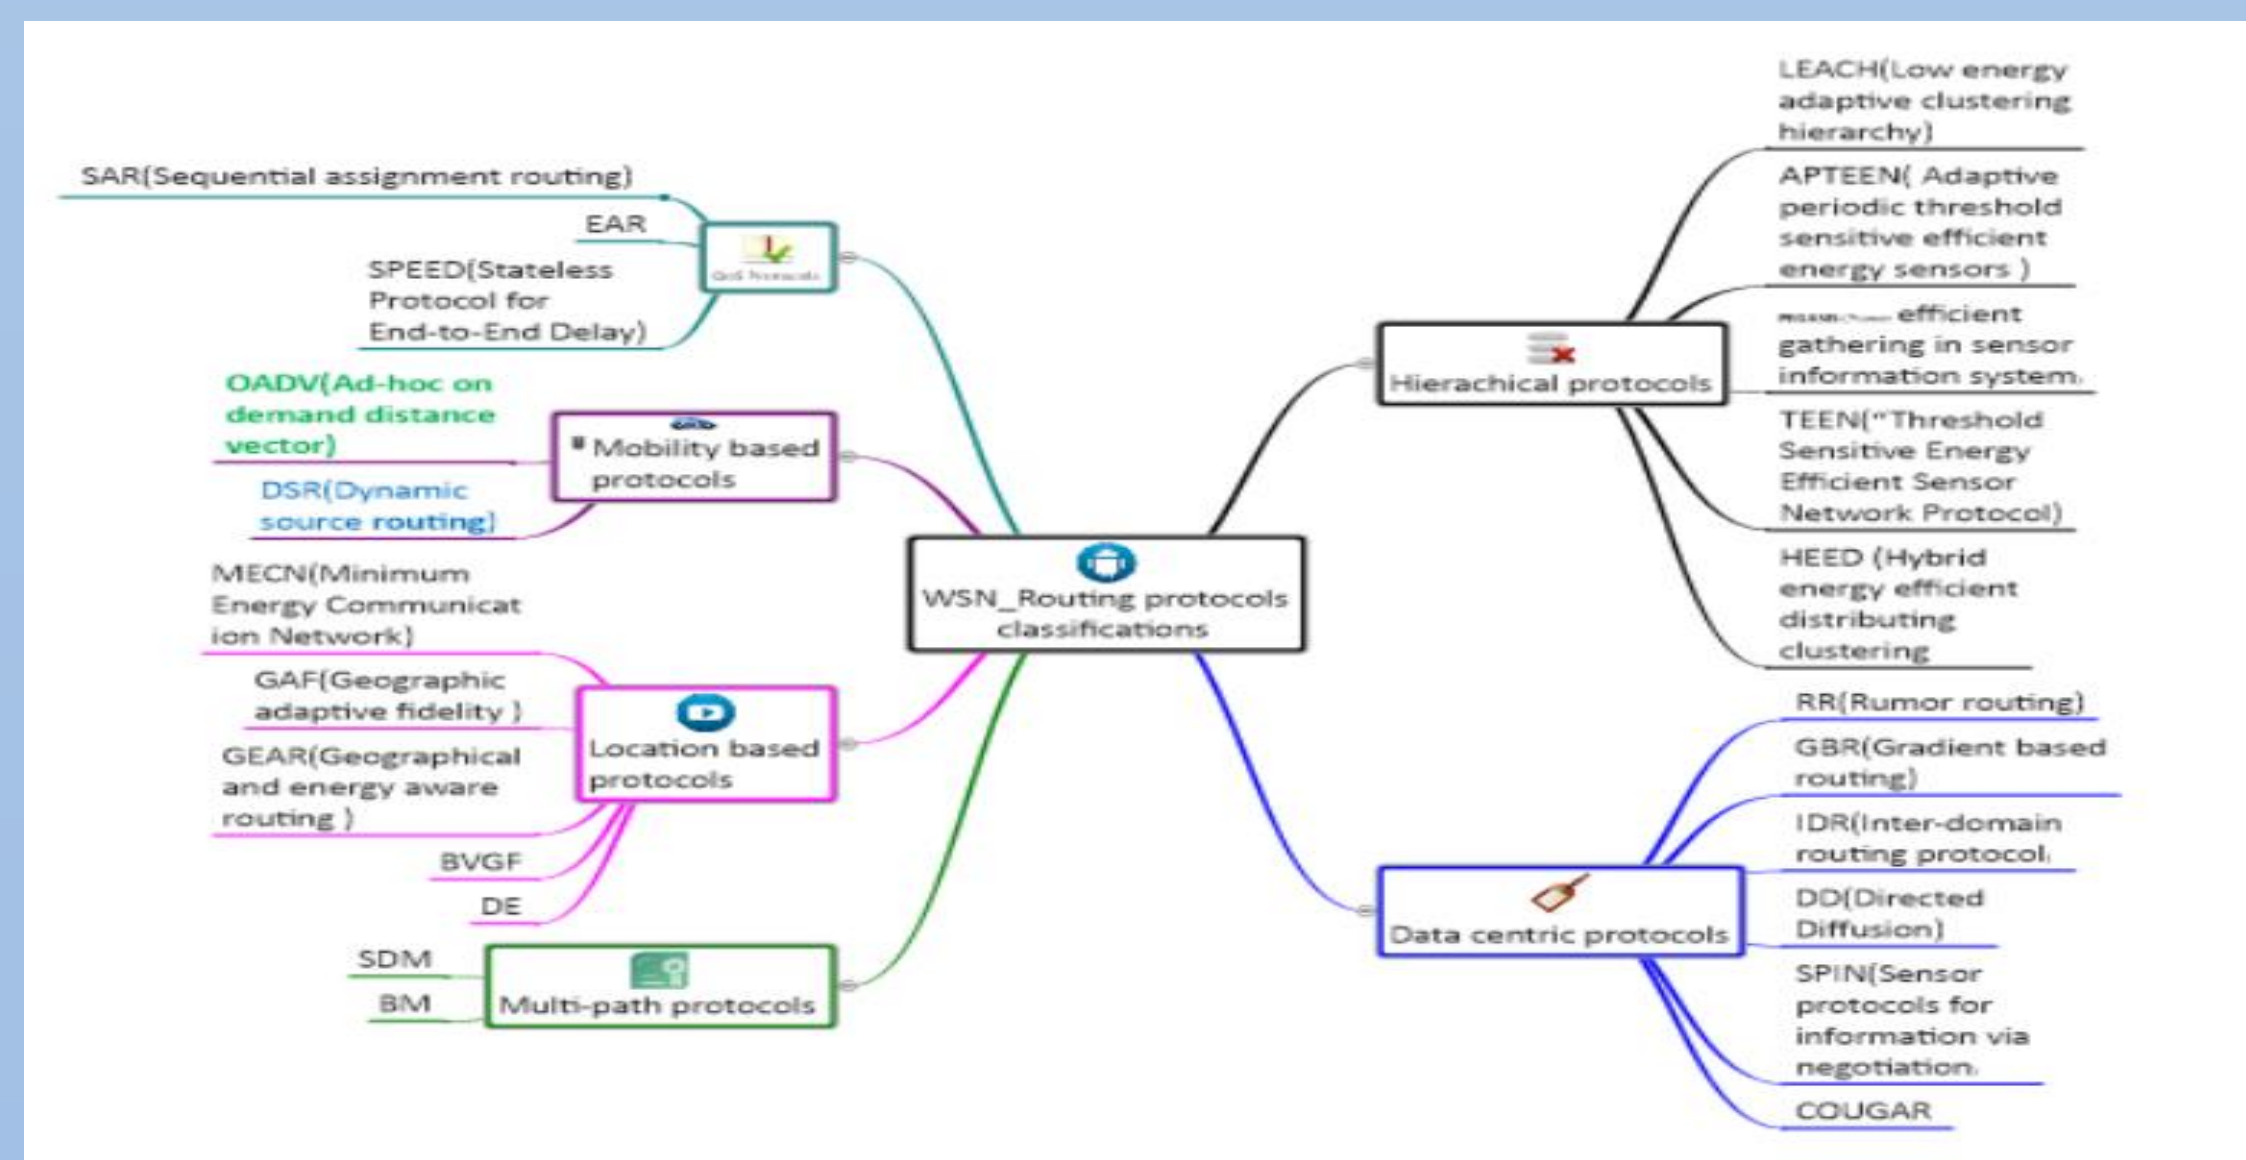 SAR(Sequential assignment routing)
EAR
SPEED(Stateless
Protocol for
End-to-End Delay)
QoS Protocols
OADV(Ad-hoc on
demand distance
vector)
DSR(Dynamic
source routing)
Mobility based
protocols
MECN(Minimum
Energy Communicat
ion Network)
GAF(Geographic
adaptive fidelity )
GEAR(Geographical
and energy aware
routing )
BVGF
DE
Location based
protocols
SDM
BM
Multi-path protocols
WSN_Routing protocols
classifications
Hierachical protocols
LEACH(Low energy
adaptive clustering
hierarchy)
APTEEN( Adaptive
periodic threshold
sensitive efficient
energy sensors )
efficient
gathering in sensor
information system
TEEN("Threshold
Sensitive Energy
Efficient Sensor
Network Protocol)
HEED (Hybrid
energy efficient
distributing
clustering
Data centric protocols
RR(Rumor routing)
GBR(Gradient based
routing)
IDR(Inter-domain
routing protocol)
DD(Directed
Diffusion)
SPIN(Sensor
protocols for
information via
negotiation)
COUGAR